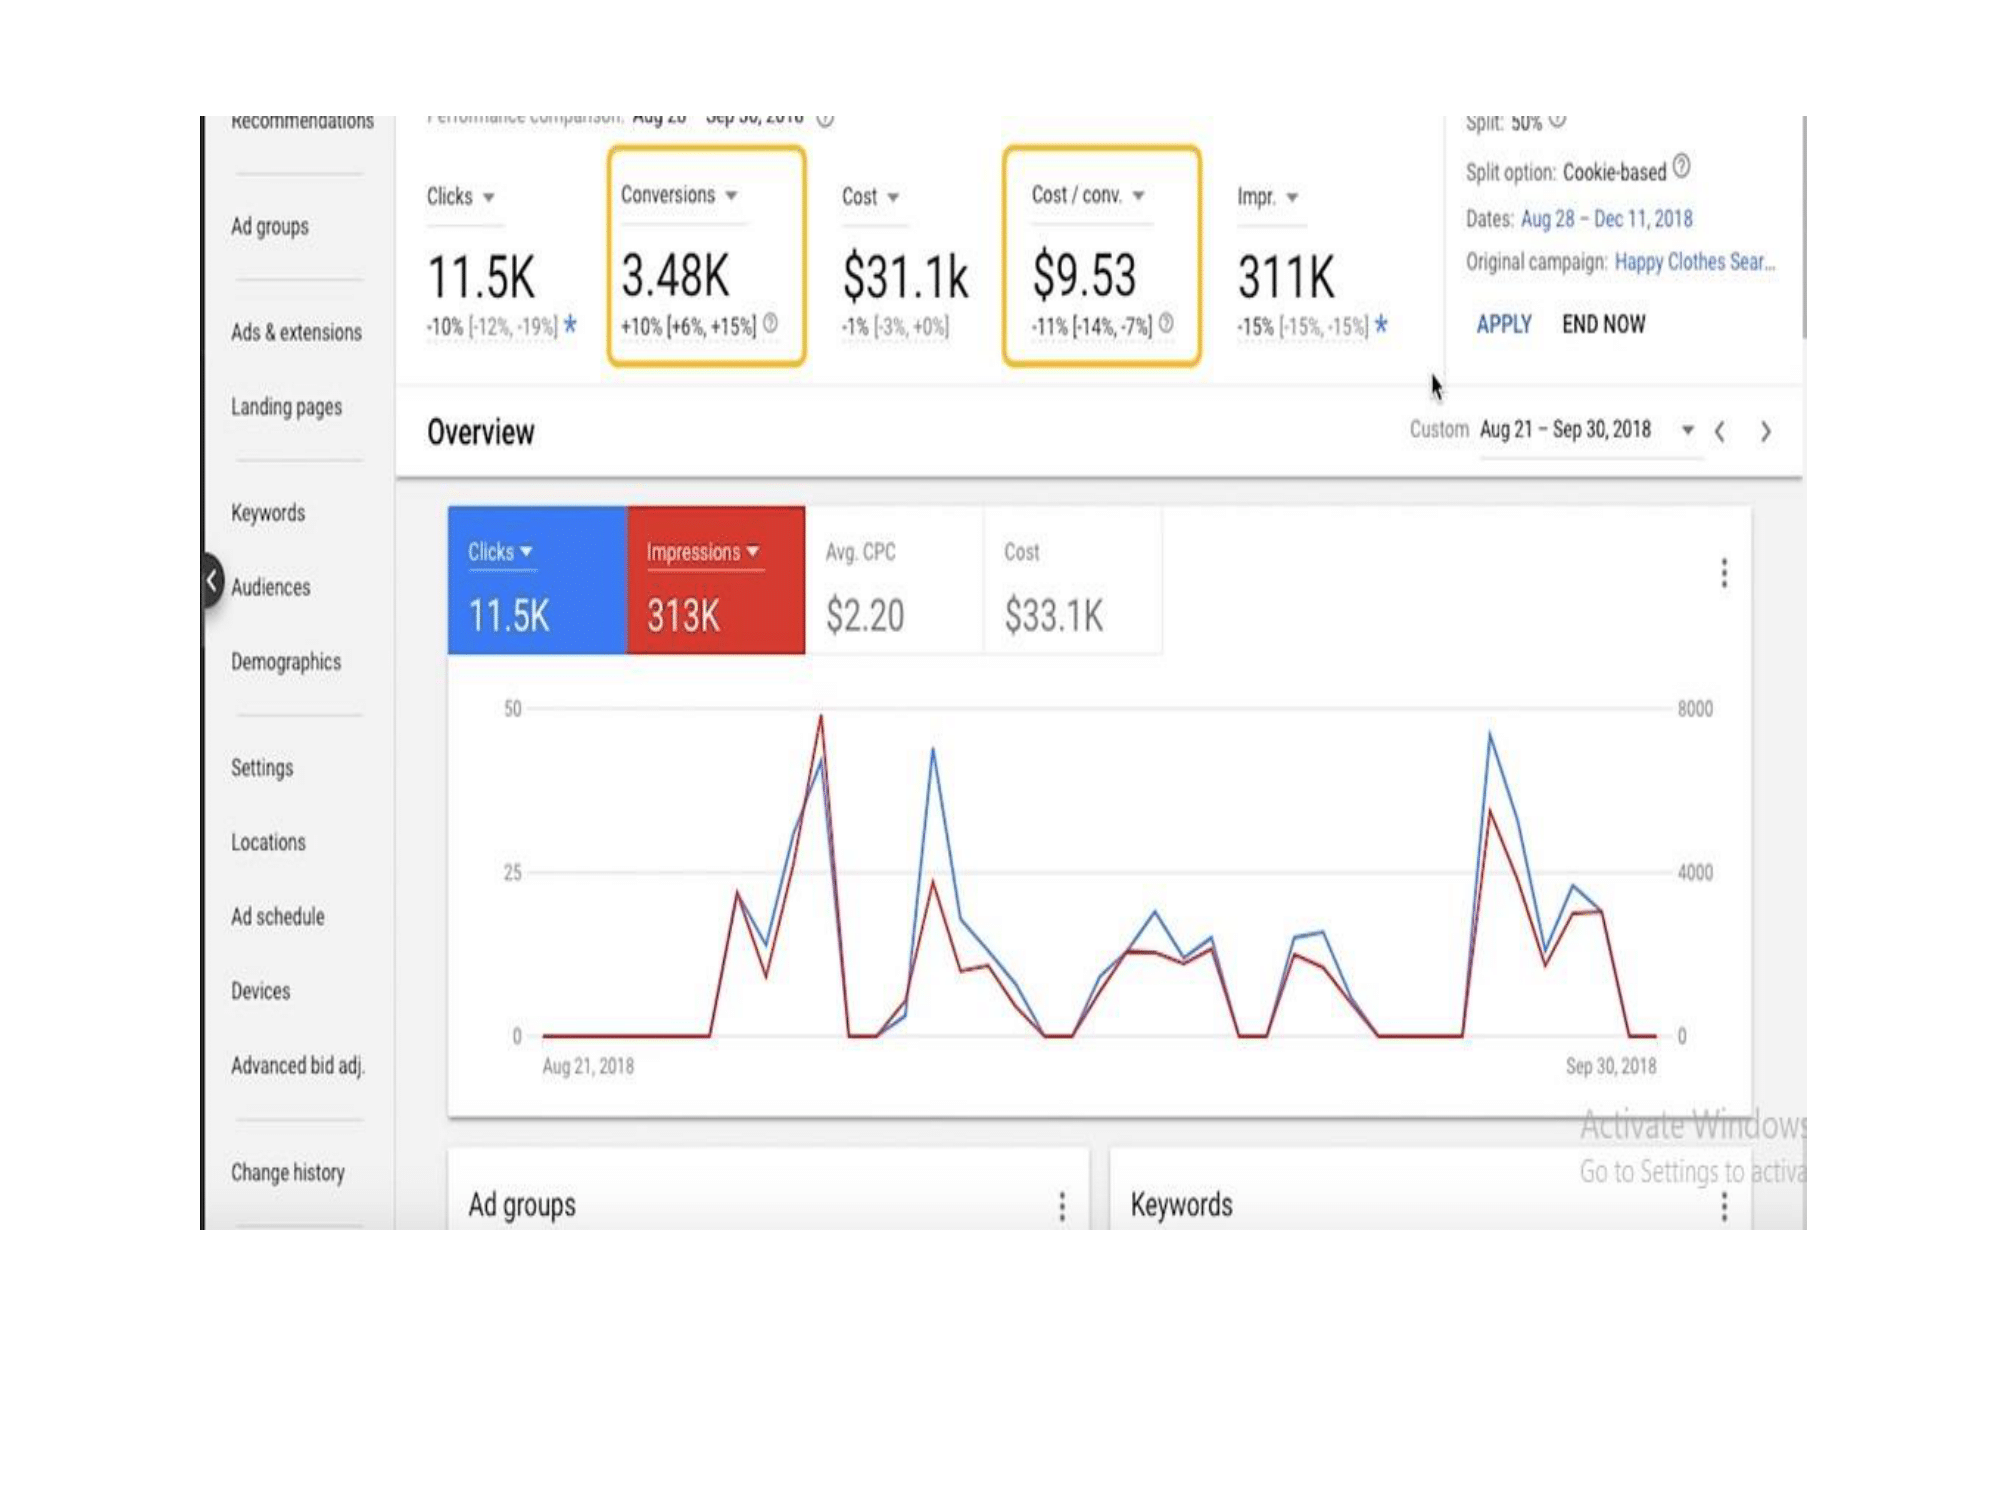 Recommendations
Performance comparison: Aug 28 Sep 30, 2018
Split: 50%
Split option: Cookie-based
Dates: Aug 28 – Dec 11, 2018
Original campaign: Happy Clothes Sear...
APPLY END NOW
Clicks Conversions Cost Cost / conv. Impr.
11.5K 3.48K $31.1k $9.53 311K
-10% [-12%, -19%] * +10% [+6%, +15%] -1% [-3%, +0%] -11% [-14%, -7%] -15% [-15%, -15%] *
Ad groups
Ads & extensions
Landing pages
Keywords
Audiences
Demographics
Settings
Locations
Ad schedule
Devices
Advanced bid adj.
Change history
Overview
Custom Aug 21 – Sep 30, 2018
Clicks Impressions Avg. CPC Cost
11.5K 313K $2.20 $33.1K
50 8000
25 4000
0 0
Aug 21, 2018 Sep 30, 2018
Activate Windows
Go to Settings to activa
Ad groups Keywords